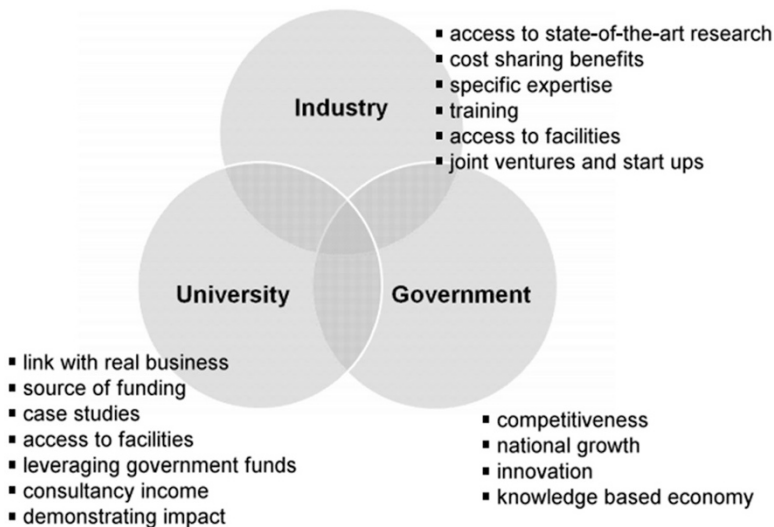 ▪ access to state-of-the-art research
▪ cost sharing benefits
▪ specific expertise
▪ training
▪ access to facilities
▪ joint ventures and start ups
Industry
University
Government
▪ link with real business
▪ source of funding
▪ case studies
▪ access to facilities
▪ leveraging government funds
▪ consultancy income
▪ demonstrating impact
▪ competitiveness
▪ national growth
▪ innovation
▪ knowledge based economy